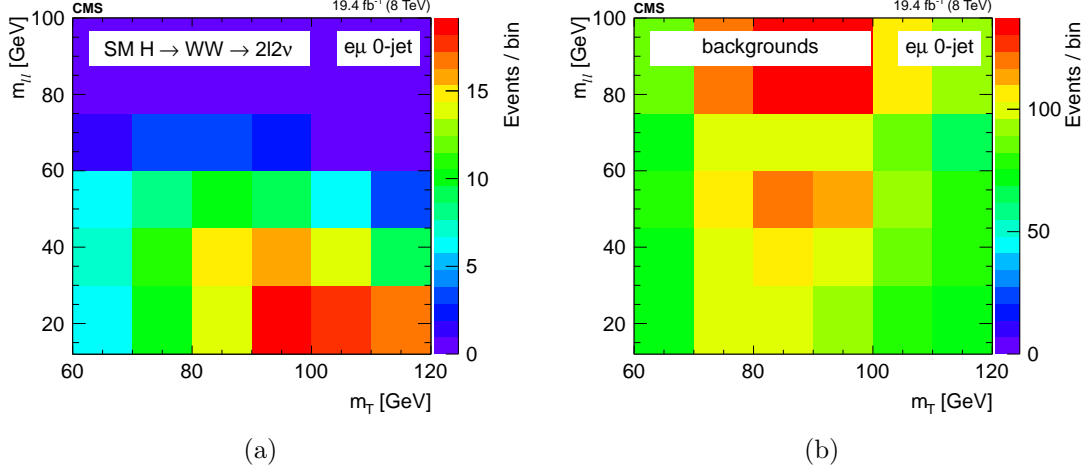 CMS 19.4 fb⁻¹ (8 TeV)
SM H → WW → 2l2ν eμ 0-jet
m_ll [GeV]
100
80
60
40
20
60 80 100 120
m_T [GeV]
Events / bin
15
10
5
0
(a)
CMS 19.4 fb⁻¹ (8 TeV)
backgrounds eμ 0-jet
m_ll [GeV]
100
80
60
40
20
60 80 100 120
m_T [GeV]
Events / bin
100
50
0
(b)